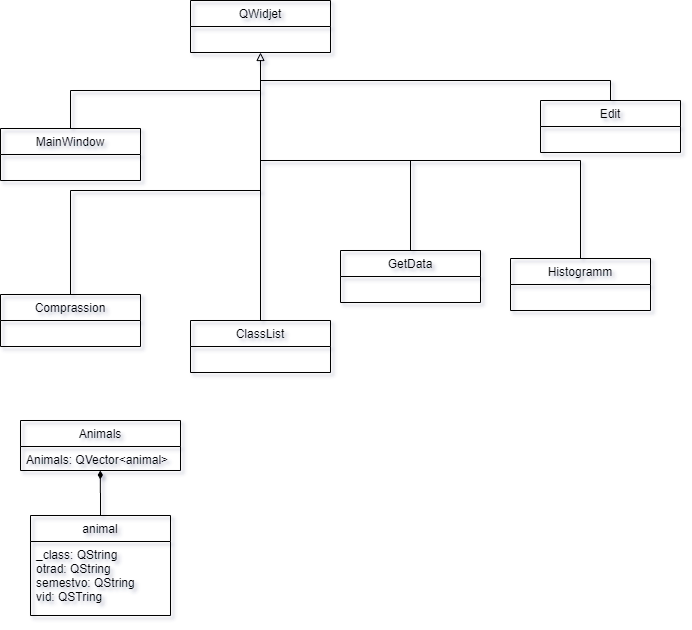 QWidjet
Edit
MainWindow
GetData
Histogramm
Comprassion
ClassList
Animals
Animals: QVector<animal>
animal
_class: QString
otrad: QString
semestvo: QString
vid: QSTring